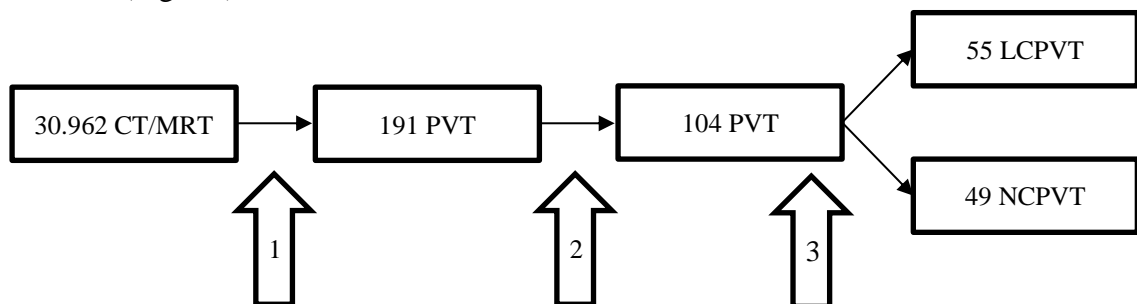 55 LCPVT
30.962 CT/MRT
191 PVT
104 PVT
49 NCPVT
1
2
3